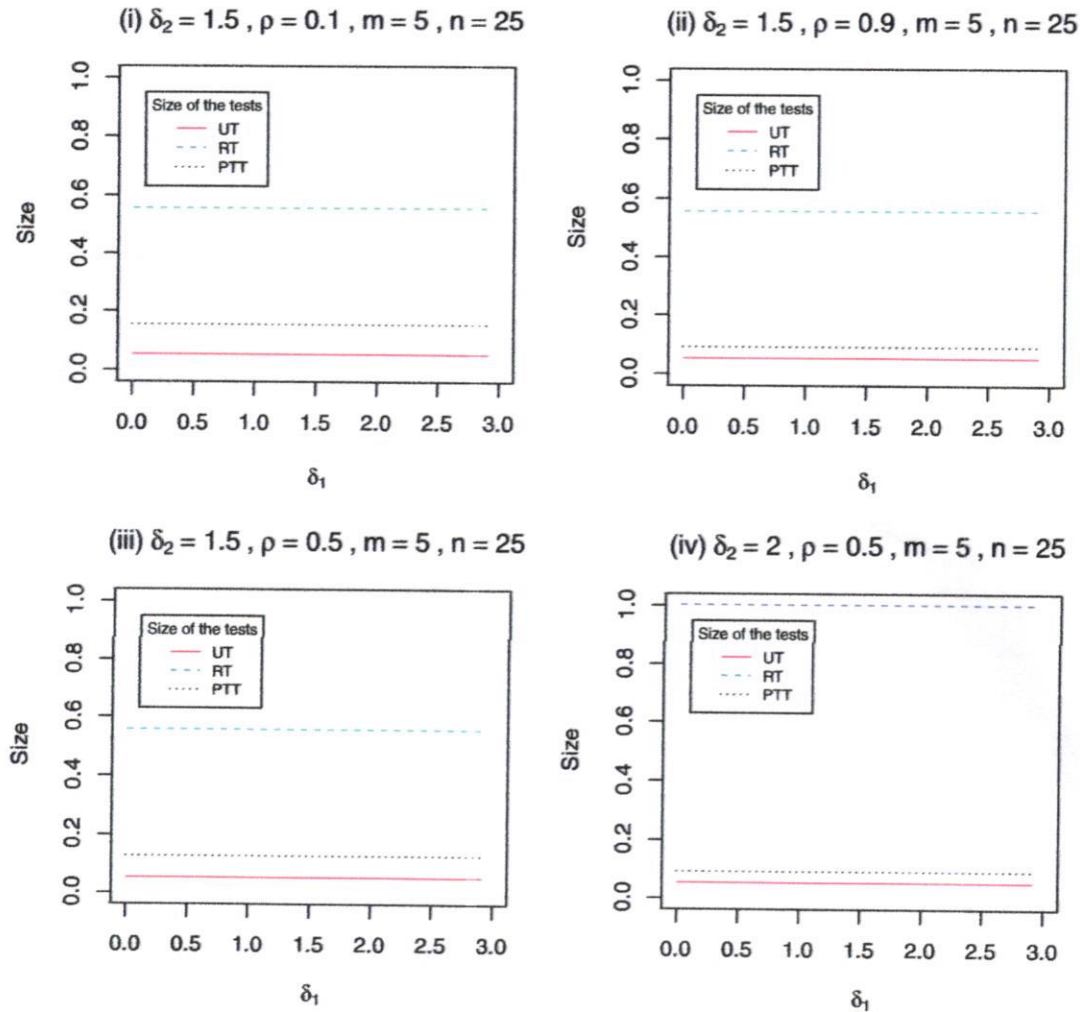 (i) δ₂ = 1.5 , ρ = 0.1 , m = 5 , n = 25
Size
1.0
0.8
0.6
0.4
0.2
0.0
Size of the tests
UT
RT
PTT
0.0 0.5 1.0 1.5 2.0 2.5 3.0
δ₁
(ii) δ₂ = 1.5 , ρ = 0.9 , m = 5 , n = 25
Size
1.0
0.8
0.6
0.4
0.2
0.0
Size of the tests
UT
RT
PTT
0.0 0.5 1.0 1.5 2.0 2.5 3.0
δ₁
(iii) δ₂ = 1.5 , ρ = 0.5 , m = 5 , n = 25
Size
1.0
0.8
0.6
0.4
0.2
0.0
Size of the tests
UT
RT
PTT
0.0 0.5 1.0 1.5 2.0 2.5 3.0
δ₁
(iv) δ₂ = 2 , ρ = 0.5 , m = 5 , n = 25
Size
1.0
0.8
0.6
0.4
0.2
0.0
Size of the tests
UT
RT
PTT
0.0 0.5 1.0 1.5 2.0 2.5 3.0
δ₁